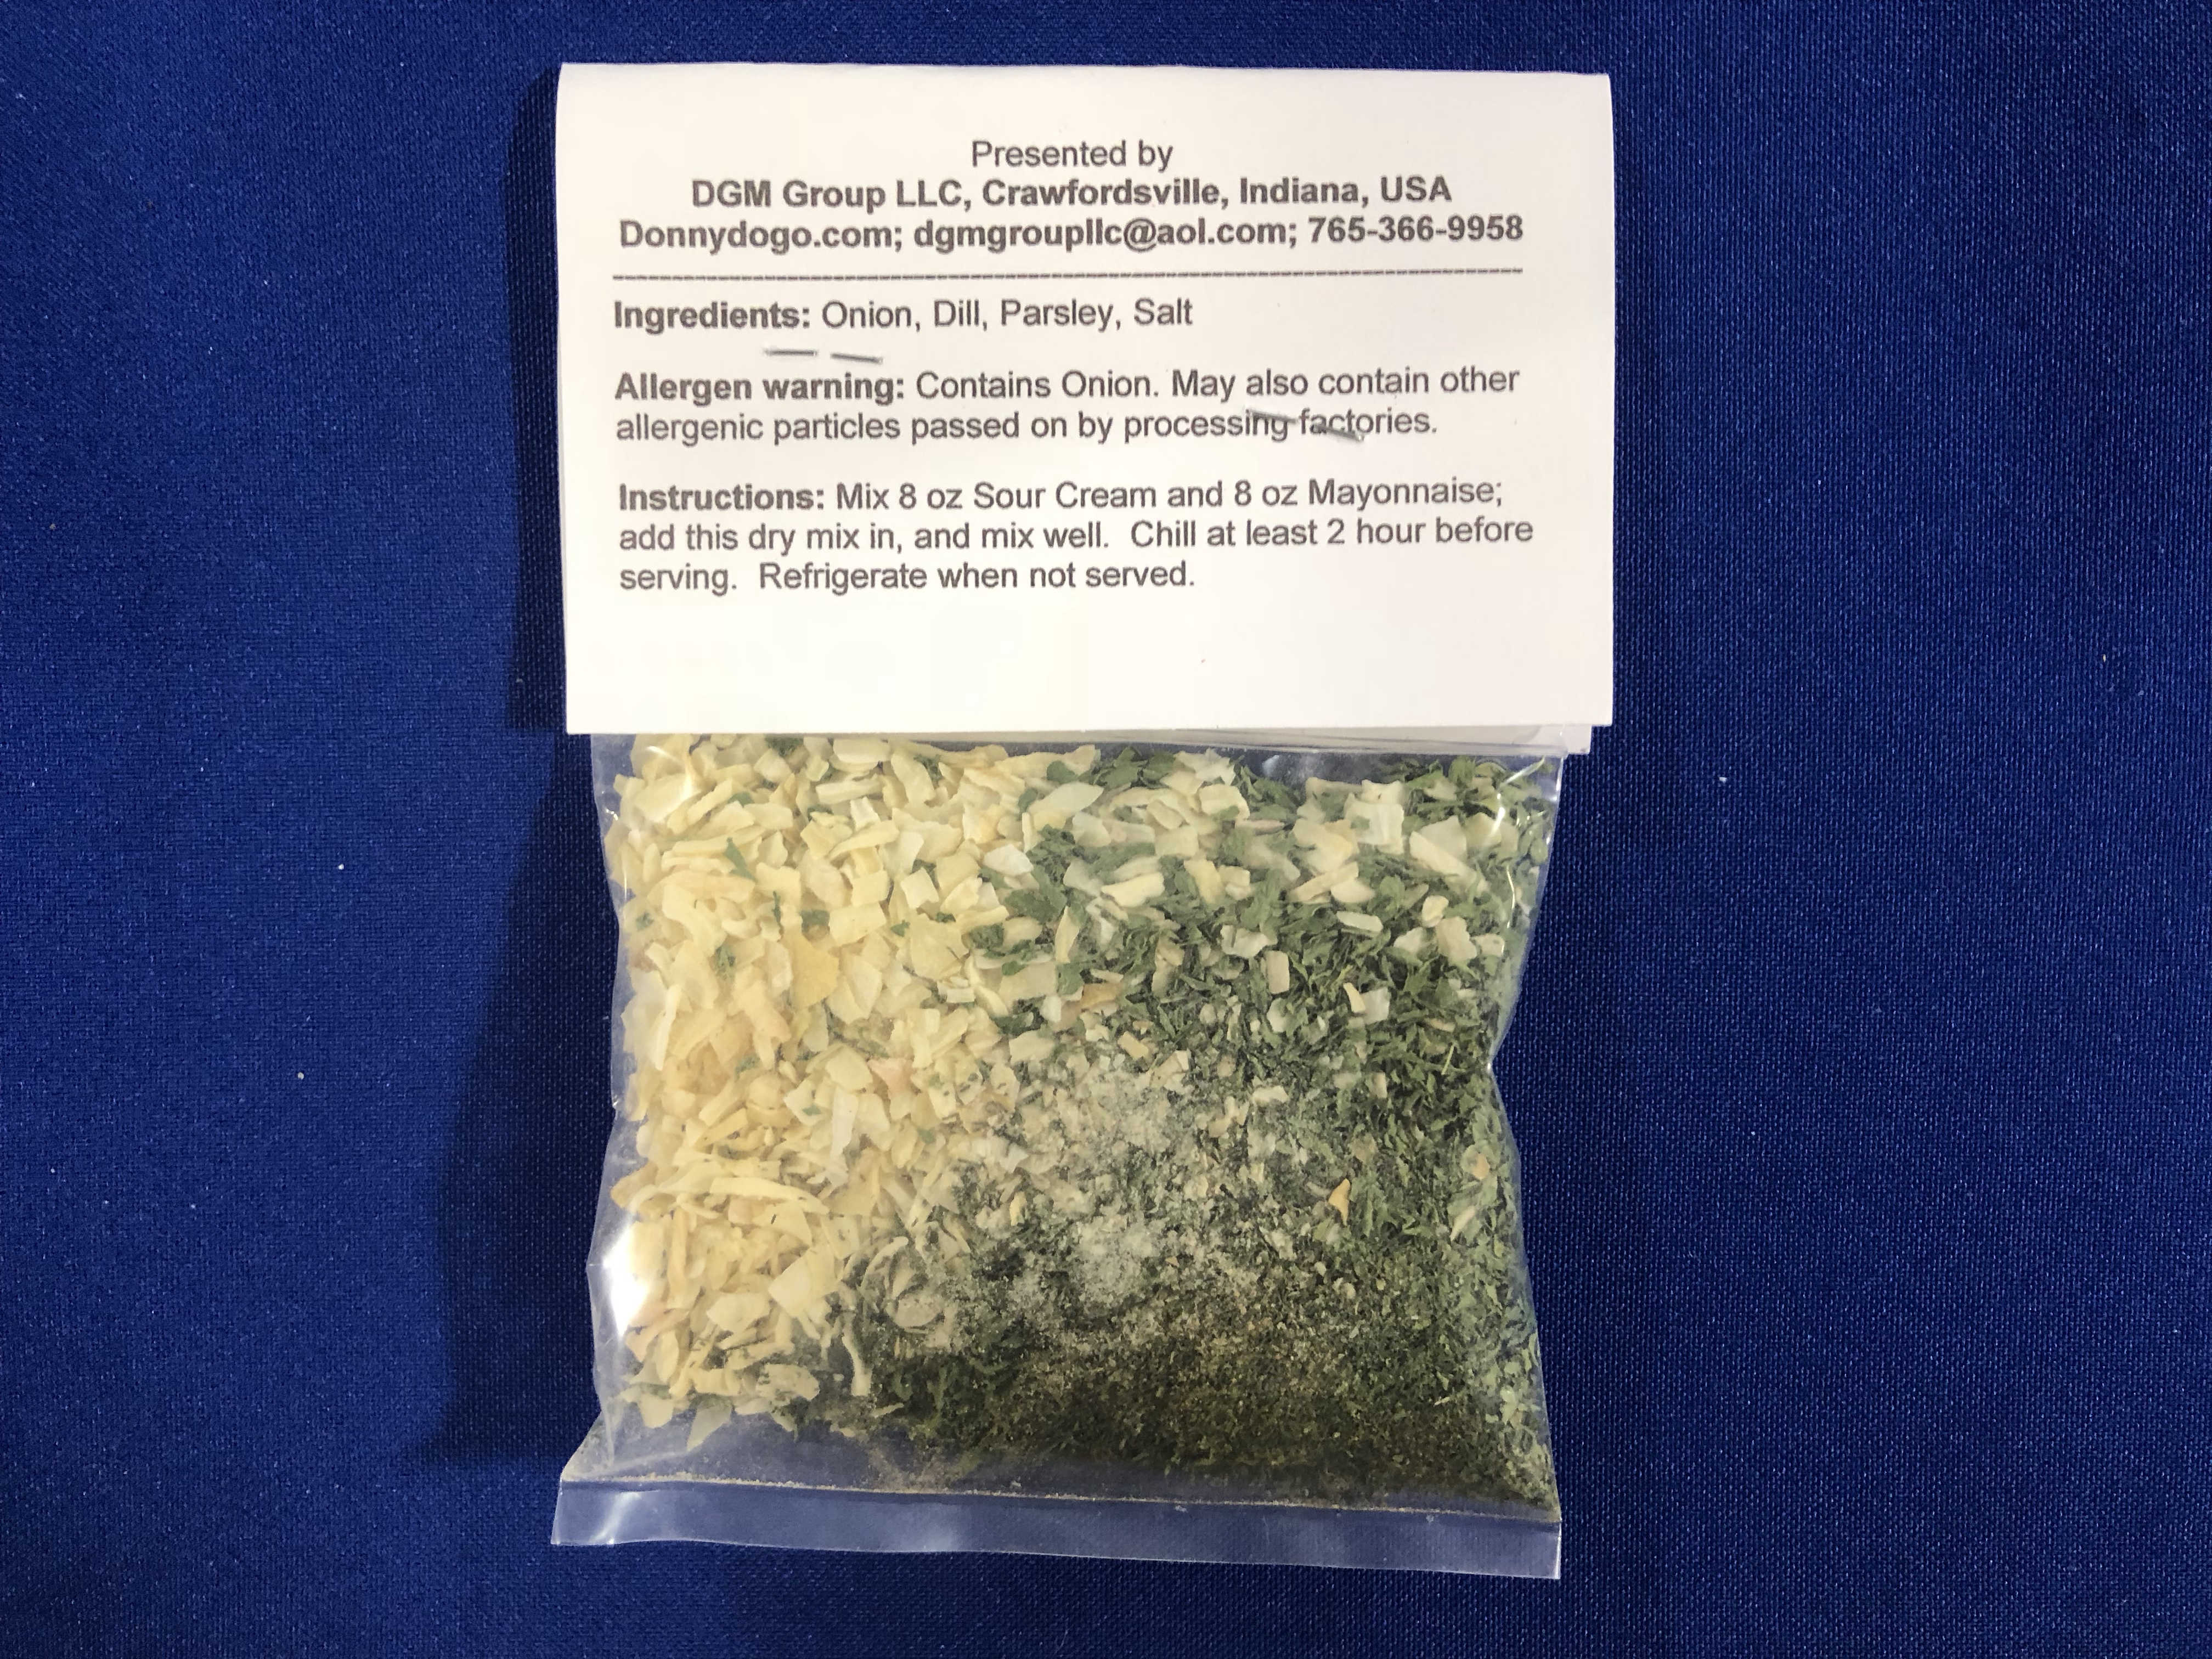 Presented by
DGM Group LLC, Crawfordsville, Indiana, USA
Donnydogo.com; dgmgroupllc@aol.com; 765-366-9958
Ingredients: Onion, Dill, Parsley, Salt
Allergen warning: Contains Onion. May also contain other
allergenic particles passed on by processing factories.
Instructions: Mix 8 oz Sour Cream and 8 oz Mayonnaise;
add this dry mix in, and mix well. Chill at least 2 hour before
serving. Refrigerate when not served.